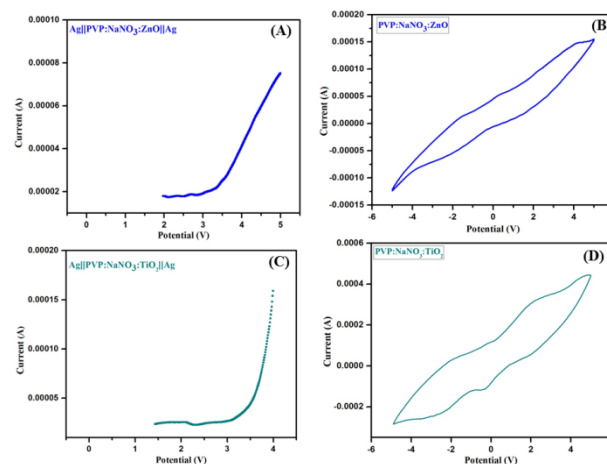 Ag||PVP:NaNO3:ZnO||Ag
(A)
0.00010
0.00008
0.00006
0.00004
0.00002
0 1 2 3 4 5
Current (A)
Potential (V)
PVP:NaNO3:ZnO
(B)
0.00020
0.00015
0.00010
0.00005
0.00000
-0.00005
-0.00010
-0.00015
-6 -4 -2 0 2 4 6
Current (A)
Potential (V)
Ag||PVP:NaNO3:TiO2||Ag
(C)
0.00020
0.00015
0.00010
0.00005
0 1 2 3 4
Current (A)
Potential (V)
PVP:NaNO3:TiO2
(D)
0.0006
0.0004
0.0002
0.0000
-0.0002
-6 -4 -2 0 2 4 6
Current (A)
Potential (V)